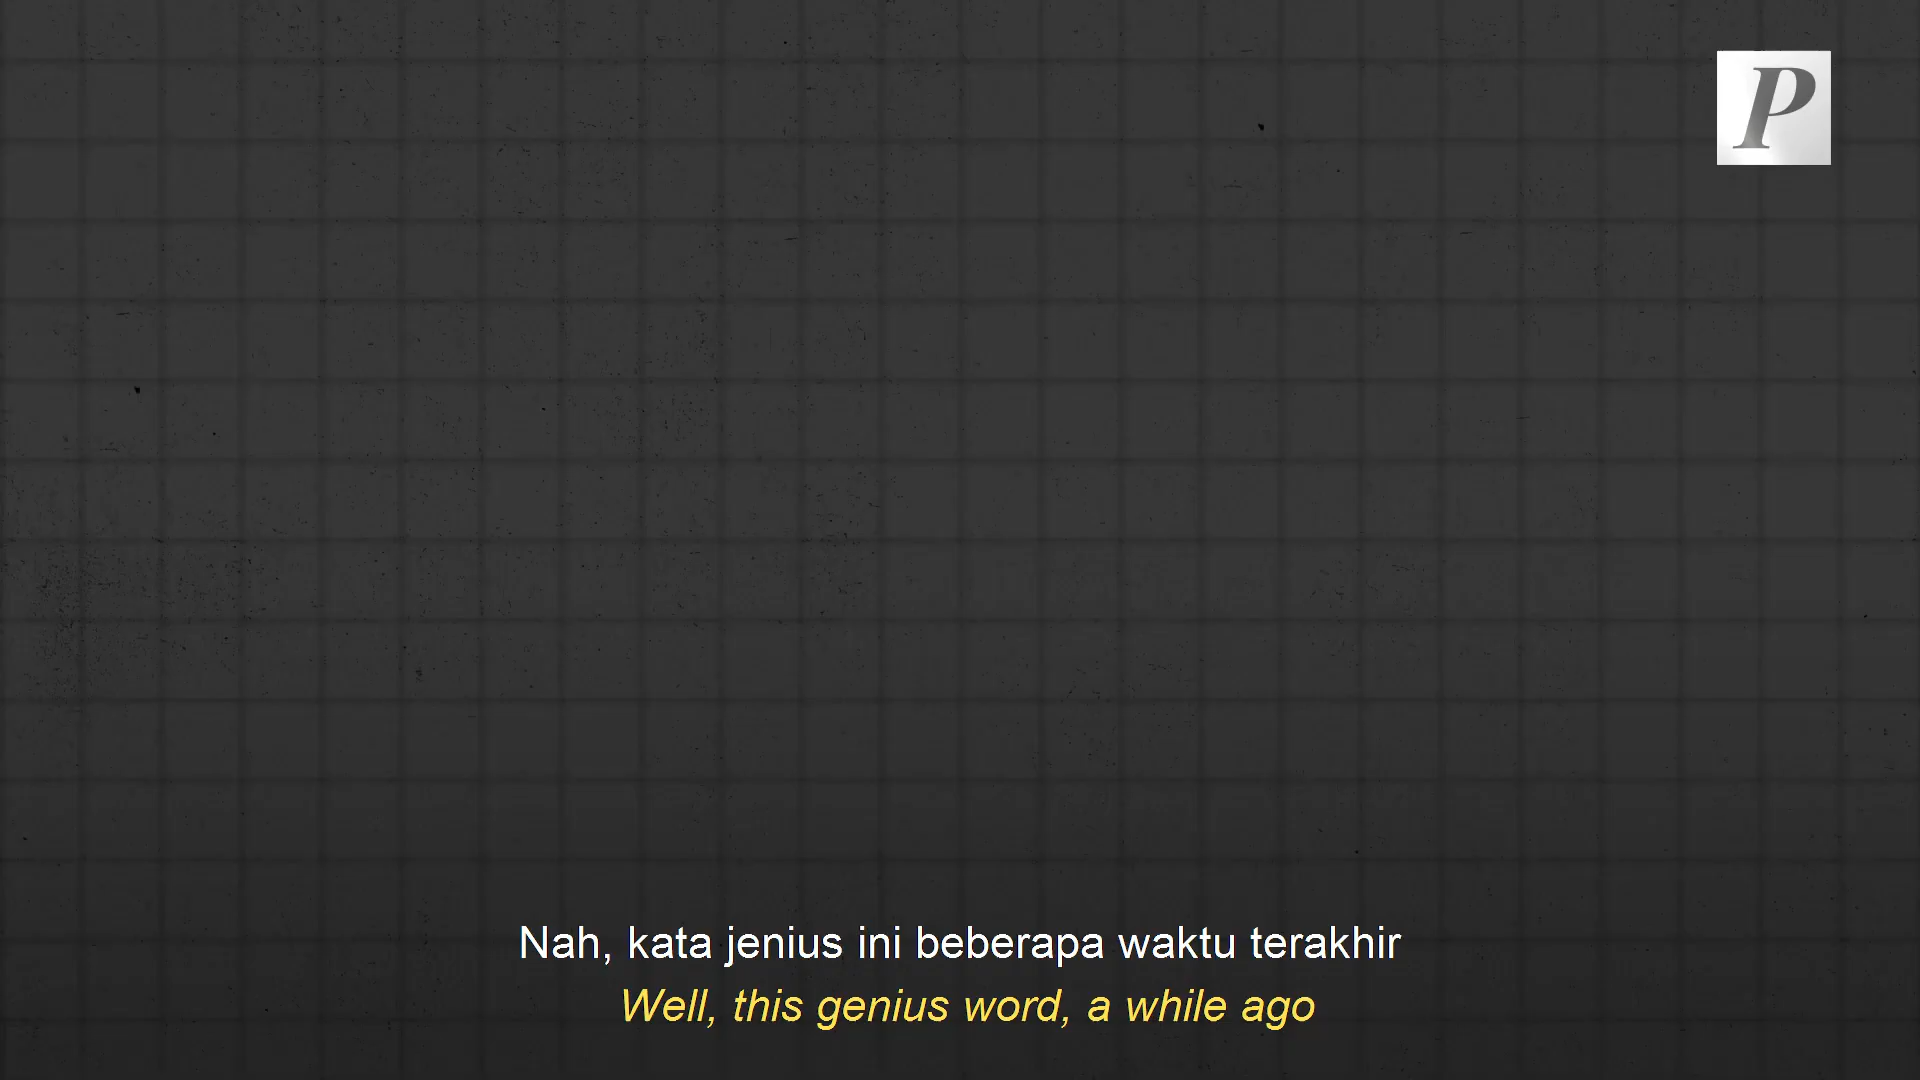 P
Nah, kata jenius ini beberapa waktu terakhir
Well, this genius word, a while ago